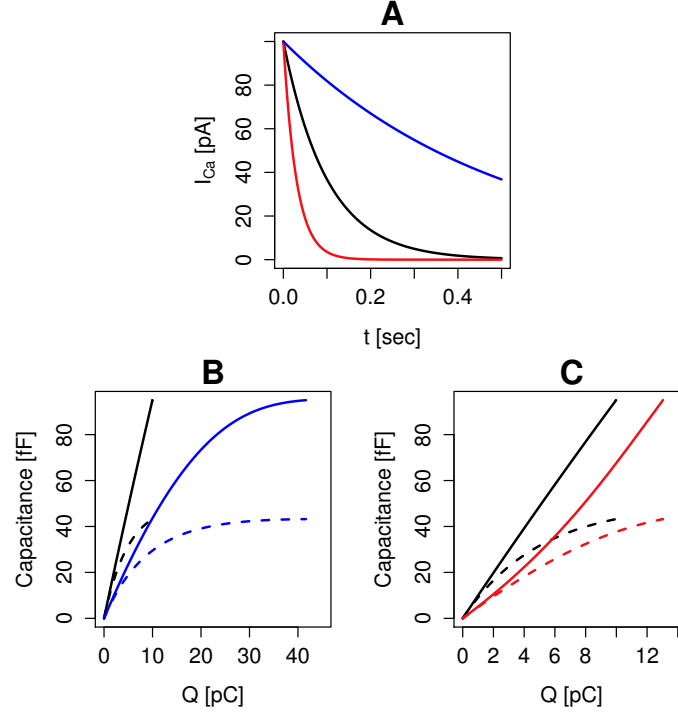 A
I_Ca [pA]
0 20 40 60 80
0.0 0.2 0.4
t [sec]
B
Capacitance [fF]
0 20 40 60 80
0 10 20 30 40
Q [pC]
C
Capacitance [fF]
0 20 40 60 80
0 2 4 6 8 12
Q [pC]